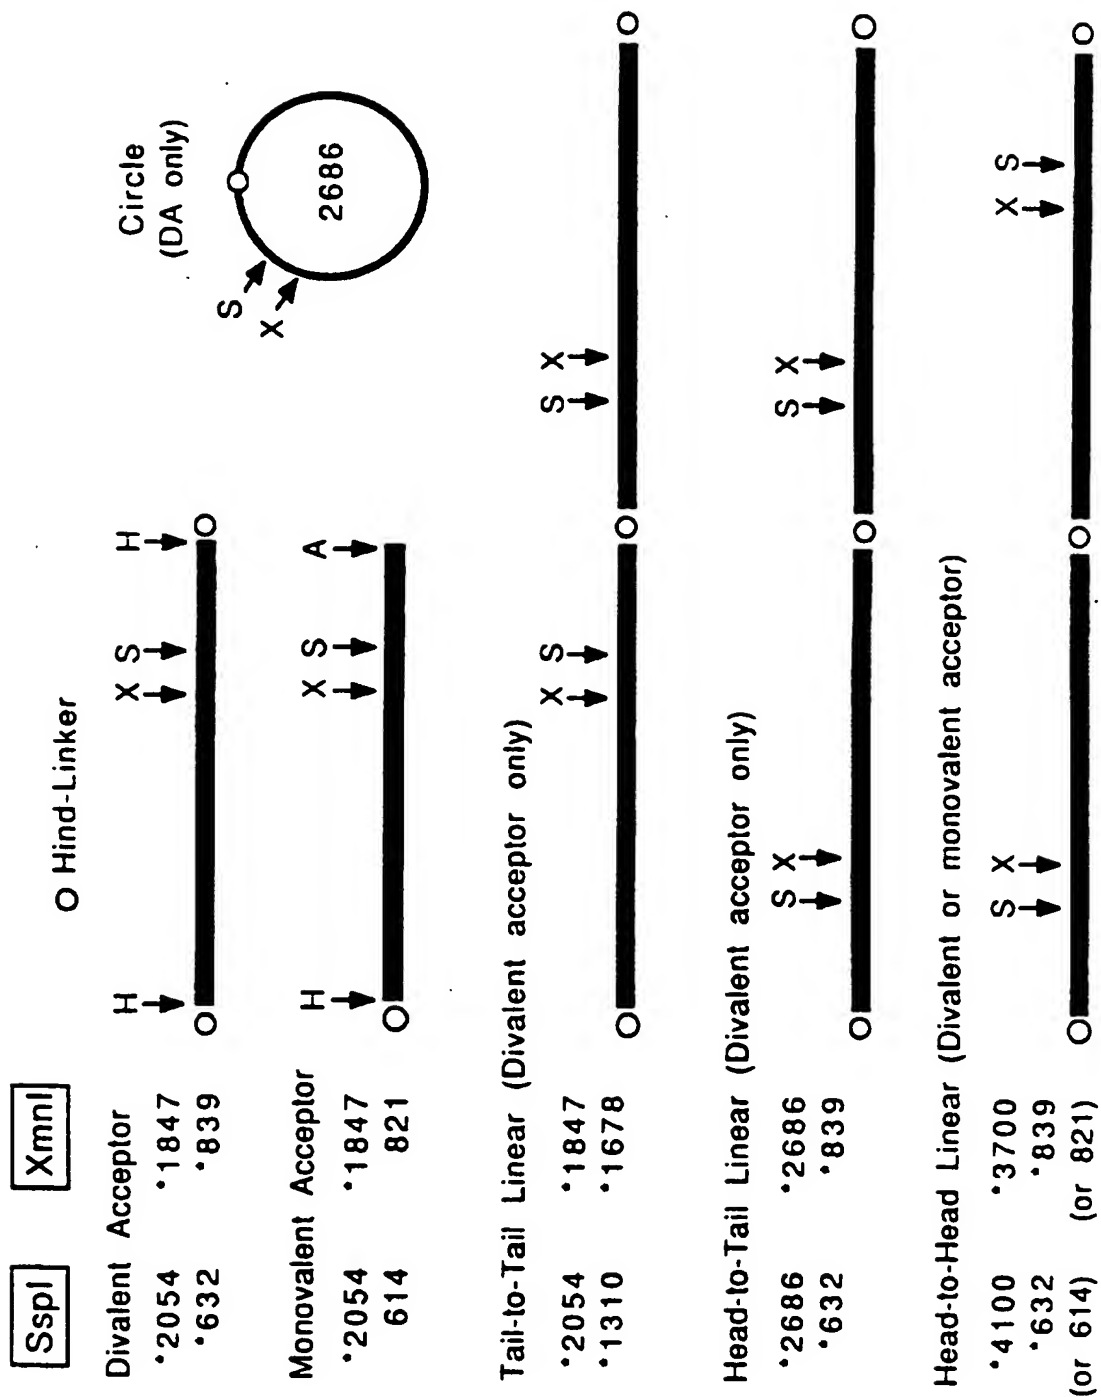 SspI XmnI
O Hind-Linker
Divalent Acceptor
*2054 *1847
*632 *839
H X S H
Circle
(DA only)
S
X
2686
Monovalent Acceptor
*2054 *1847
614 821
H X S A
Tail-to-Tail Linear (Divalent acceptor only)
*2054 *1847
*1310 *1678
X S S X
Head-to-Tail Linear (Divalent acceptor only)
*2686 *2686
*632 *839
S X S X
Head-to-Head Linear (Divalent or monovalent acceptor)
*4100 *3700
*632 *839
(or 614) (or 821)
S X X S